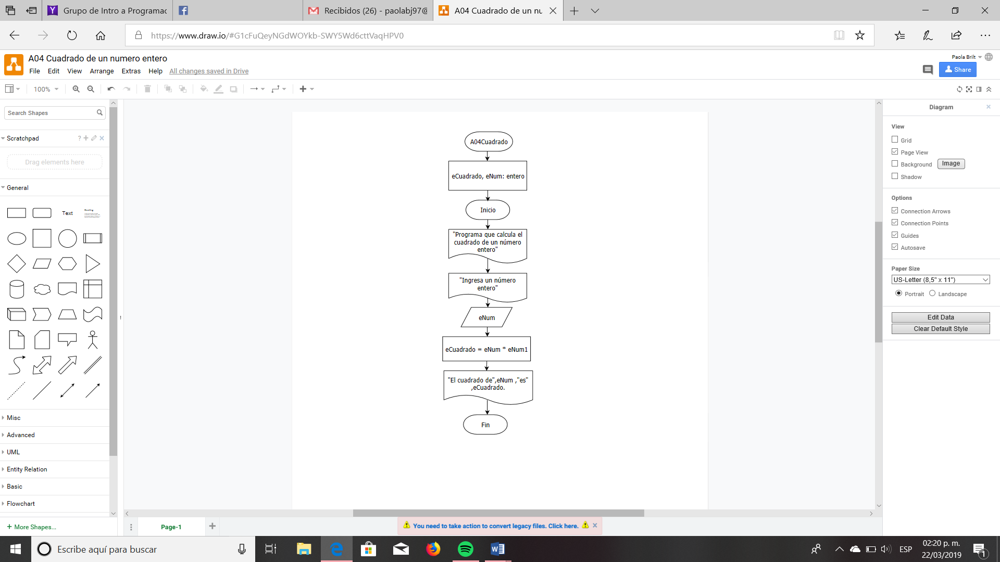 Grupo de Intro a Programac
Recibidos (26) - paolabj97@
A04 Cuadrado de un nu
https://www.draw.io/#G1cFuQeyNGdWOYkb-SWY5Wd6cttVaqHPV0
A04 Cuadrado de un numero entero
Paola Brilt
File Edit View Arrange Extras Help All changes saved in Drive
Share
100%
Search Shapes
Scratchpad
?
Drag elements here
General
Text
Heading
Misc
Advanced
UML
Entity Relation
Basic
Flowchart
+ More Shapes...
A04Cuadrado
eCuadrado, eNum: entero
Inicio
"Programa que calcula el
cuadrado de un número
entero"
"Ingresa un número
entero"
eNum
eCuadrado = eNum * eNum1
"El cuadrado de",eNum ,"es"
,eCuadrado.
Fin
Diagram
View
Grid
Page View
Background
Image
Shadow
Options
Connection Arrows
Connection Points
Guides
Autosave
Paper Size
US-Letter (8,5" x 11")
Portrait
Landscape
Edit Data
Clear Default Style
Page-1
You need to take action to convert legacy files. Click here.
Escribe aquí para buscar
ESP
02:20 p. m.
22/03/2019
1